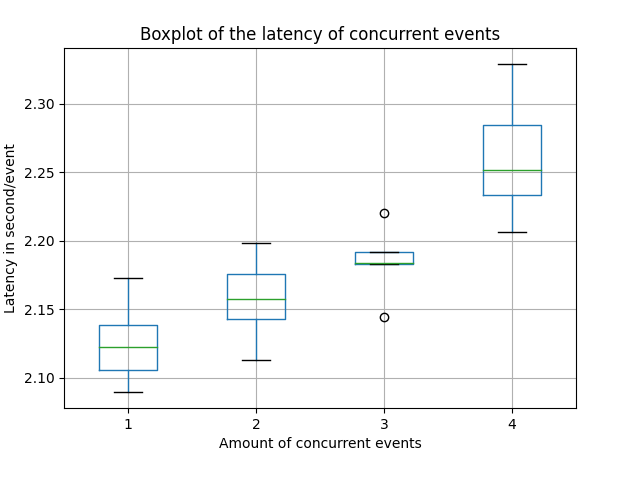 Boxplot of the latency of concurrent events
2.30
2.25
2.20
2.15
2.10
Latency in second/event
1 2 3 4
Amount of concurrent events